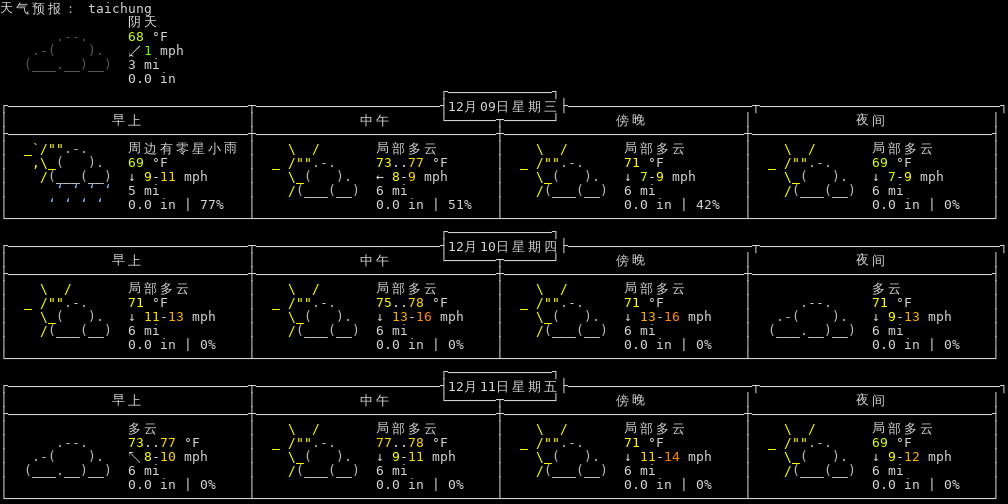 天气预报： taichung
阴天
68 °F
↙1 mph
3 mi
0.0 in
12月09日星期三
早上 中午 傍晚 夜间
周边有零星小雨 局部多云 局部多云 局部多云
69 °F 73..77 °F 71 °F 69 °F
↓ 9-11 mph ← 8-9 mph ↓ 7-9 mph ↓ 7-9 mph
5 mi 6 mi 6 mi 6 mi
0.0 in | 77% 0.0 in | 51% 0.0 in | 42% 0.0 in | 0%
12月10日星期四
早上 中午 傍晚 夜间
局部多云 局部多云 局部多云 多云
71 °F 75..78 °F 71 °F 71 °F
↓ 11-13 mph ↓ 13-16 mph ↓ 13-16 mph ↓ 9-13 mph
6 mi 6 mi 6 mi 6 mi
0.0 in | 0% 0.0 in | 0% 0.0 in | 0% 0.0 in | 0%
12月11日星期五
早上 中午 傍晚 夜间
多云 局部多云 局部多云 局部多云
73..77 °F 77..78 °F 71 °F 69 °F
↖8-10 mph ↓ 9-11 mph ↓ 11-14 mph ↓ 9-12 mph
6 mi 6 mi 6 mi 6 mi
0.0 in | 0% 0.0 in | 0% 0.0 in | 0% 0.0 in | 0%